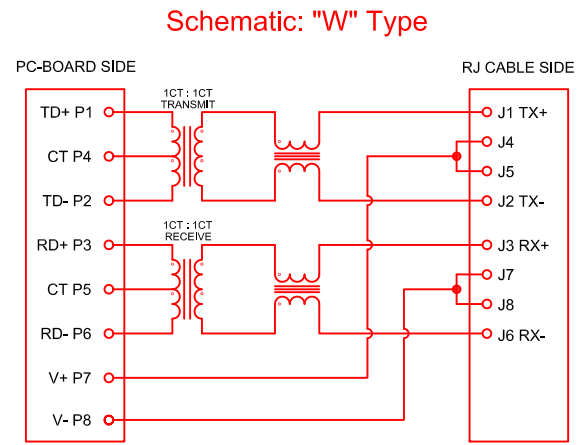 Schematic: "W" Type
PC-BOARD SIDE
RJ CABLE SIDE
1CT : 1CT
TRANSMIT
TD+ P1
CT P4
TD- P2
RD+ P3
CT P5
RD- P6
V+ P7
V- P8
1CT : 1CT
RECEIVE
J1 TX+
J4
J5
J2 TX-
J3 RX+
J7
J8
J6 RX-